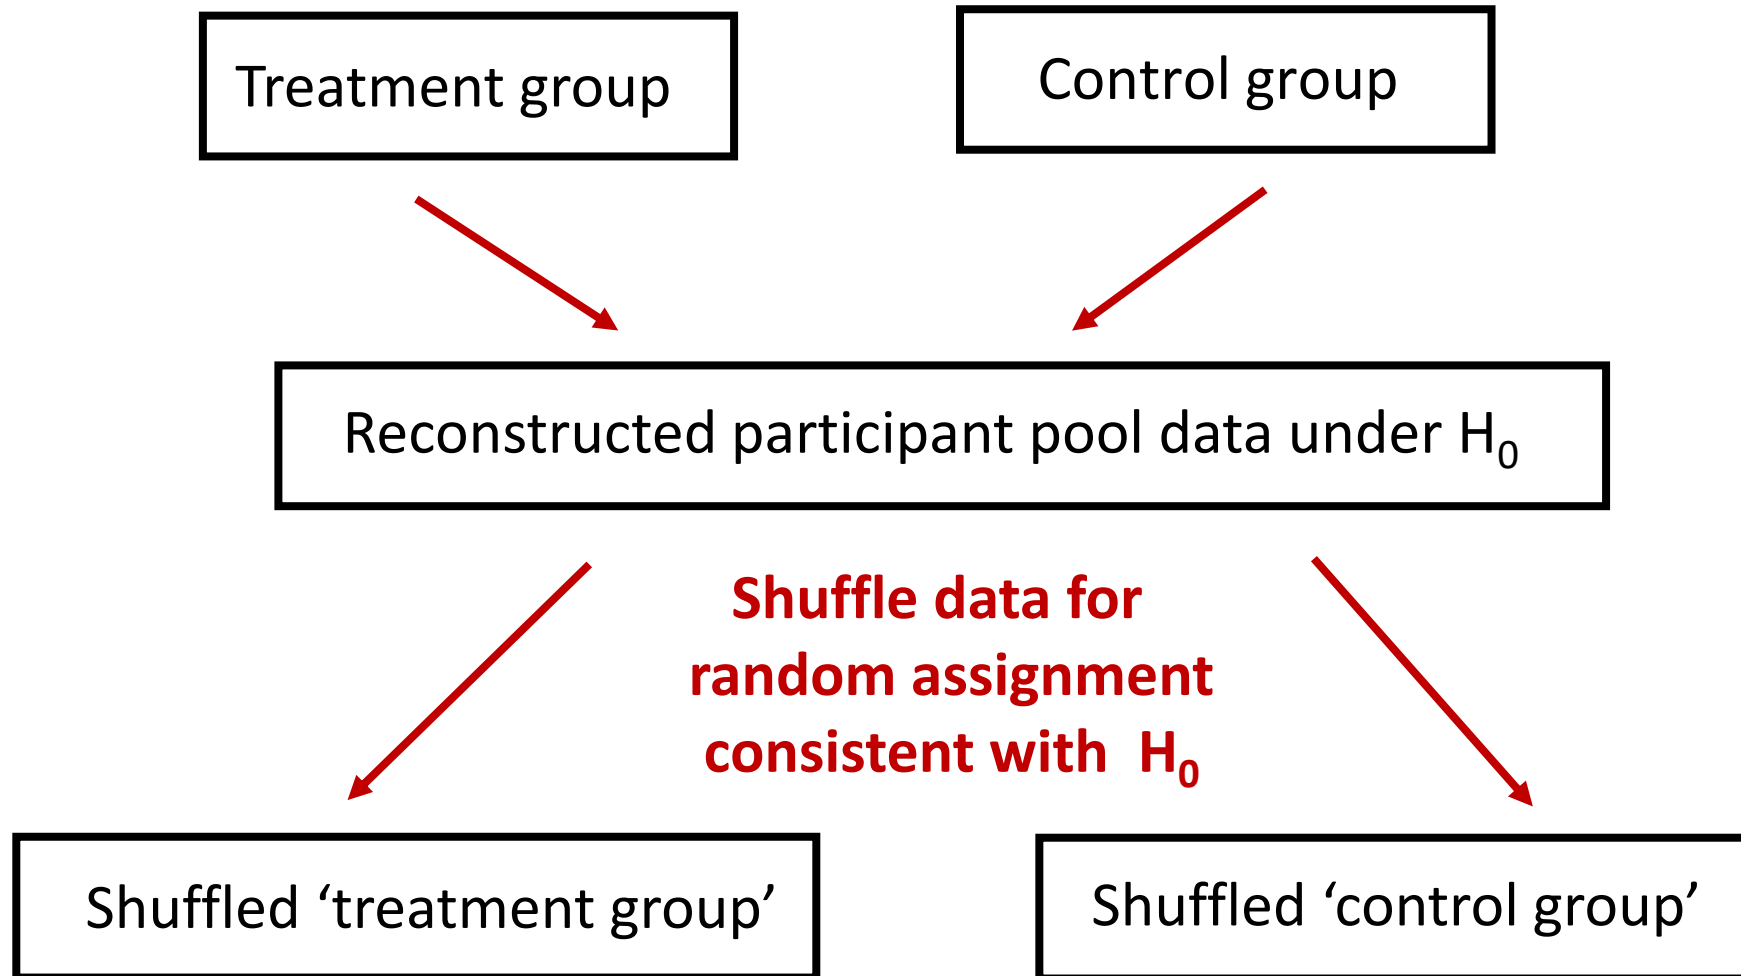 Treatment group
Control group
Reconstructed participant pool data under H₀
Shuffle data for
random assignment
consistent with H₀
Shuffled ‘treatment group’
Shuffled ‘control group’